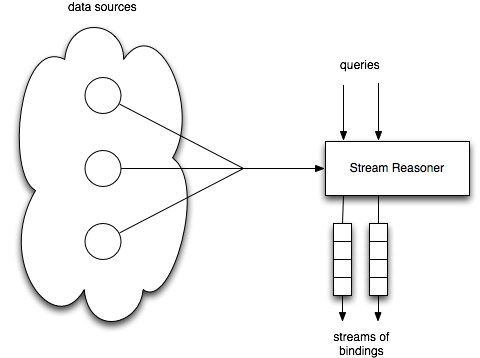 data sources
queries
Stream Reasoner
streams of
bindings